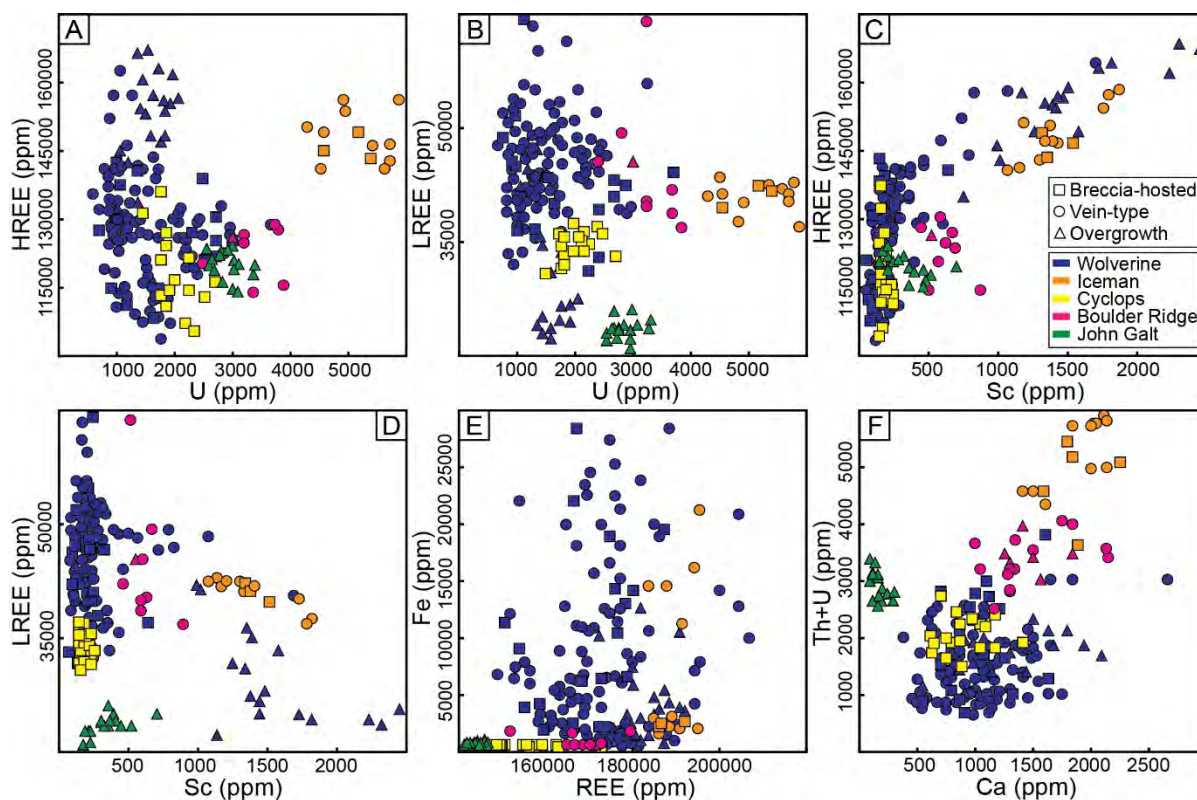 A
HREE (ppm)
160000
145000
130000
115000
1000 2000 3000 4000 5000
U (ppm)
B
LREE (ppm)
50000
35000
1000 2000 3000 4000 5000
U (ppm)
C
HREE (ppm)
160000
145000
130000
115000
500 1000 1500 2000
Sc (ppm)
Breccia-hosted
Vein-type
Overgrowth
Wolverine
Iceman
Cyclops
Boulder Ridge
John Galt
D
LREE (ppm)
50000
35000
500 1000 1500 2000
Sc (ppm)
E
Fe (ppm)
25000
20000
15000
10000
5000
160000 180000 200000
REE (ppm)
F
Th+U (ppm)
5000
4000
3000
2000
1000
500 1000 1500 2000 2500
Ca (ppm)